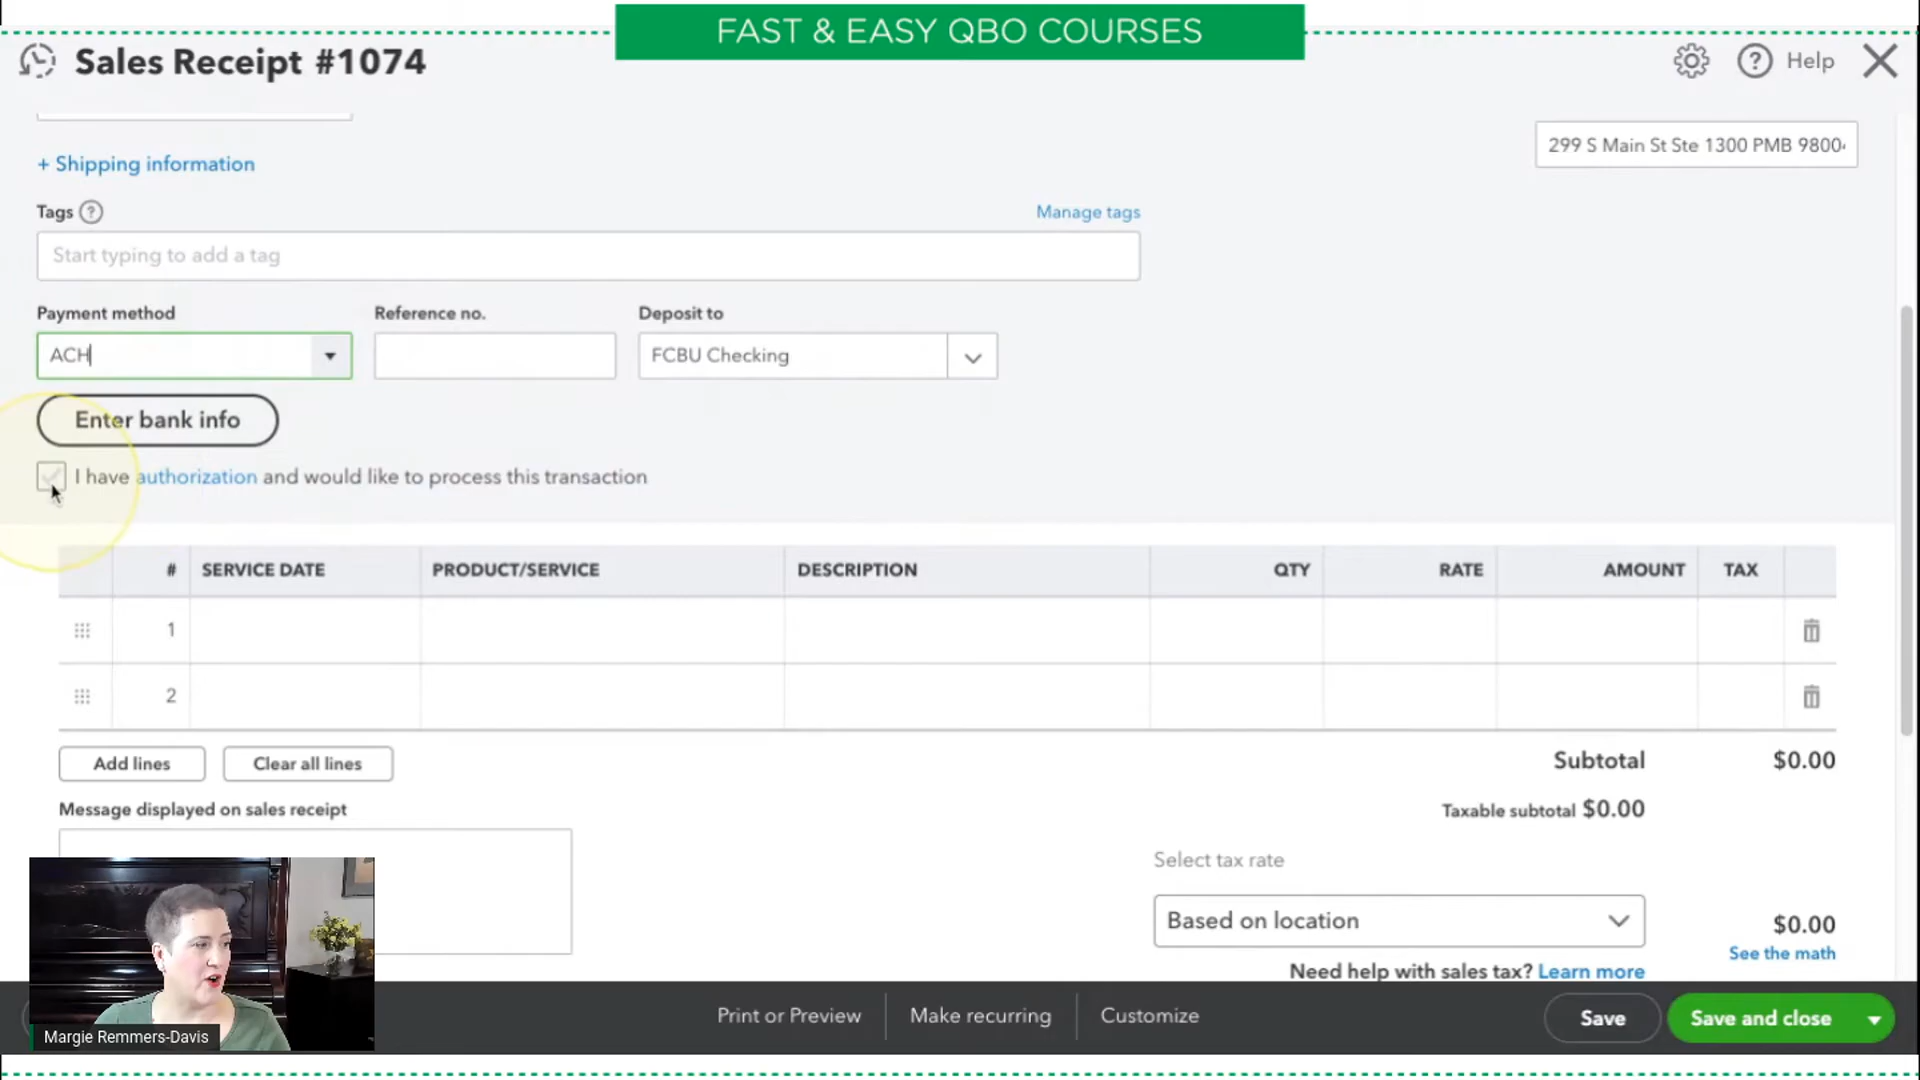 FAST & EASY QBO COURSES
Sales Receipt #1074
Help
299 S Main St Ste 1300 PMB 9800
+ Shipping information
Tags ?
Manage tags
Start typing to add a tag
Payment method
Reference no.
Deposit to
ACH
FCBU Checking
Enter bank info
I have authorization and would like to process this transaction
# SERVICE DATE PRODUCT/SERVICE DESCRIPTION QTY RATE AMOUNT TAX
1
2
Add lines
Clear all lines
Subtotal $0.00
Message displayed on sales receipt
Taxable subtotal $0.00
Select tax rate
Based on location
$0.00
See the math
Need help with sales tax? Learn more
Print or Preview
Make recurring
Customize
Save
Save and close
Margie Remmers-Davis